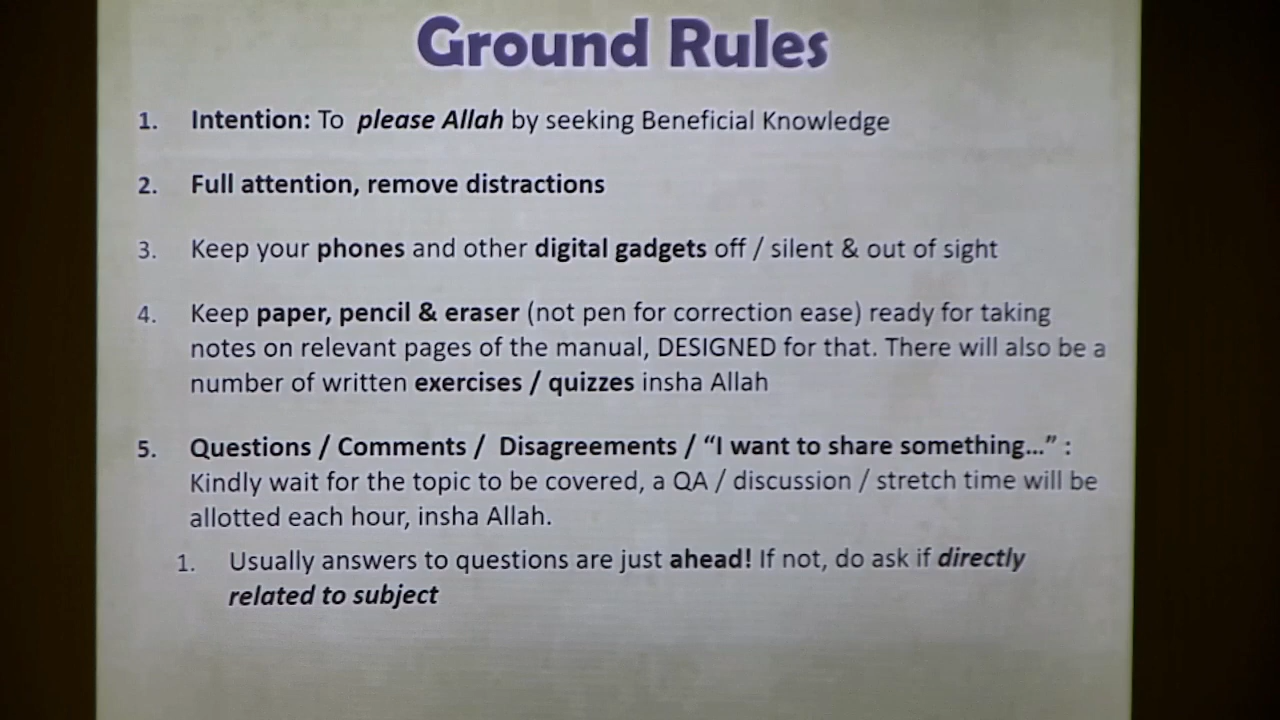 Ground Rules
1. Intention: To please Allah by seeking Beneficial Knowledge
2. Full attention, remove distractions
3. Keep your phones and other digital gadgets off / silent & out of sight
4. Keep paper, pencil & eraser (not pen for correction ease) ready for taking
notes on relevant pages of the manual, DESIGNED for that. There will also be a
number of written exercises / quizzes insha Allah
5. Questions / Comments / Disagreements / “I want to share something...” :
Kindly wait for the topic to be covered, a QA / discussion / stretch time will be
allotted each hour, insha Allah.
1. Usually answers to questions are just ahead! If not, do ask if directly
related to subject